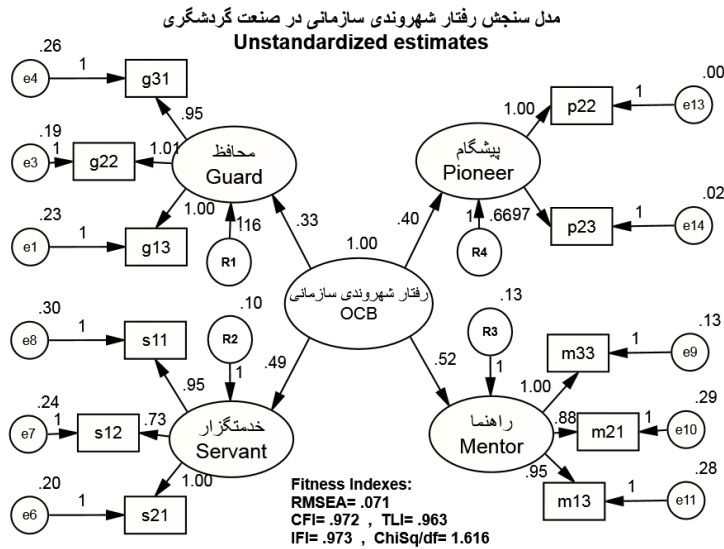 مدل سنجش رفتار شهروندی سازمانی در صنعت گردشگری
Unstandardized estimates
.26
e4
1
g31
.95
.19
e3
1
g22
1.01
.23
e1
1
g13
1.00
محافظ
Guard
.16
1
R1
.33
.00
e13
1
p22
1.00
پیشگام
Pioneer
.02
e14
1
p23
.6697
1
R4
.40
1.00
رفتار شهروندی سازمانی
OCB
.30
e8
1
s11
.95
.24
e7
1
s12
.73
.20
e6
1
s21
1.00
خدمتگزار
Servant
.10
R2
1
.49
.13
R3
1
.52
راهنما
Mentor
.13
e9
1
m33
1.00
.29
e10
1
m21
.88
.28
e11
1
m13
.95
Fitness Indexes:
RMSEA= .071
CFI= .972 , TLI= .963
IFI= .973 , ChiSq/df= 1.616